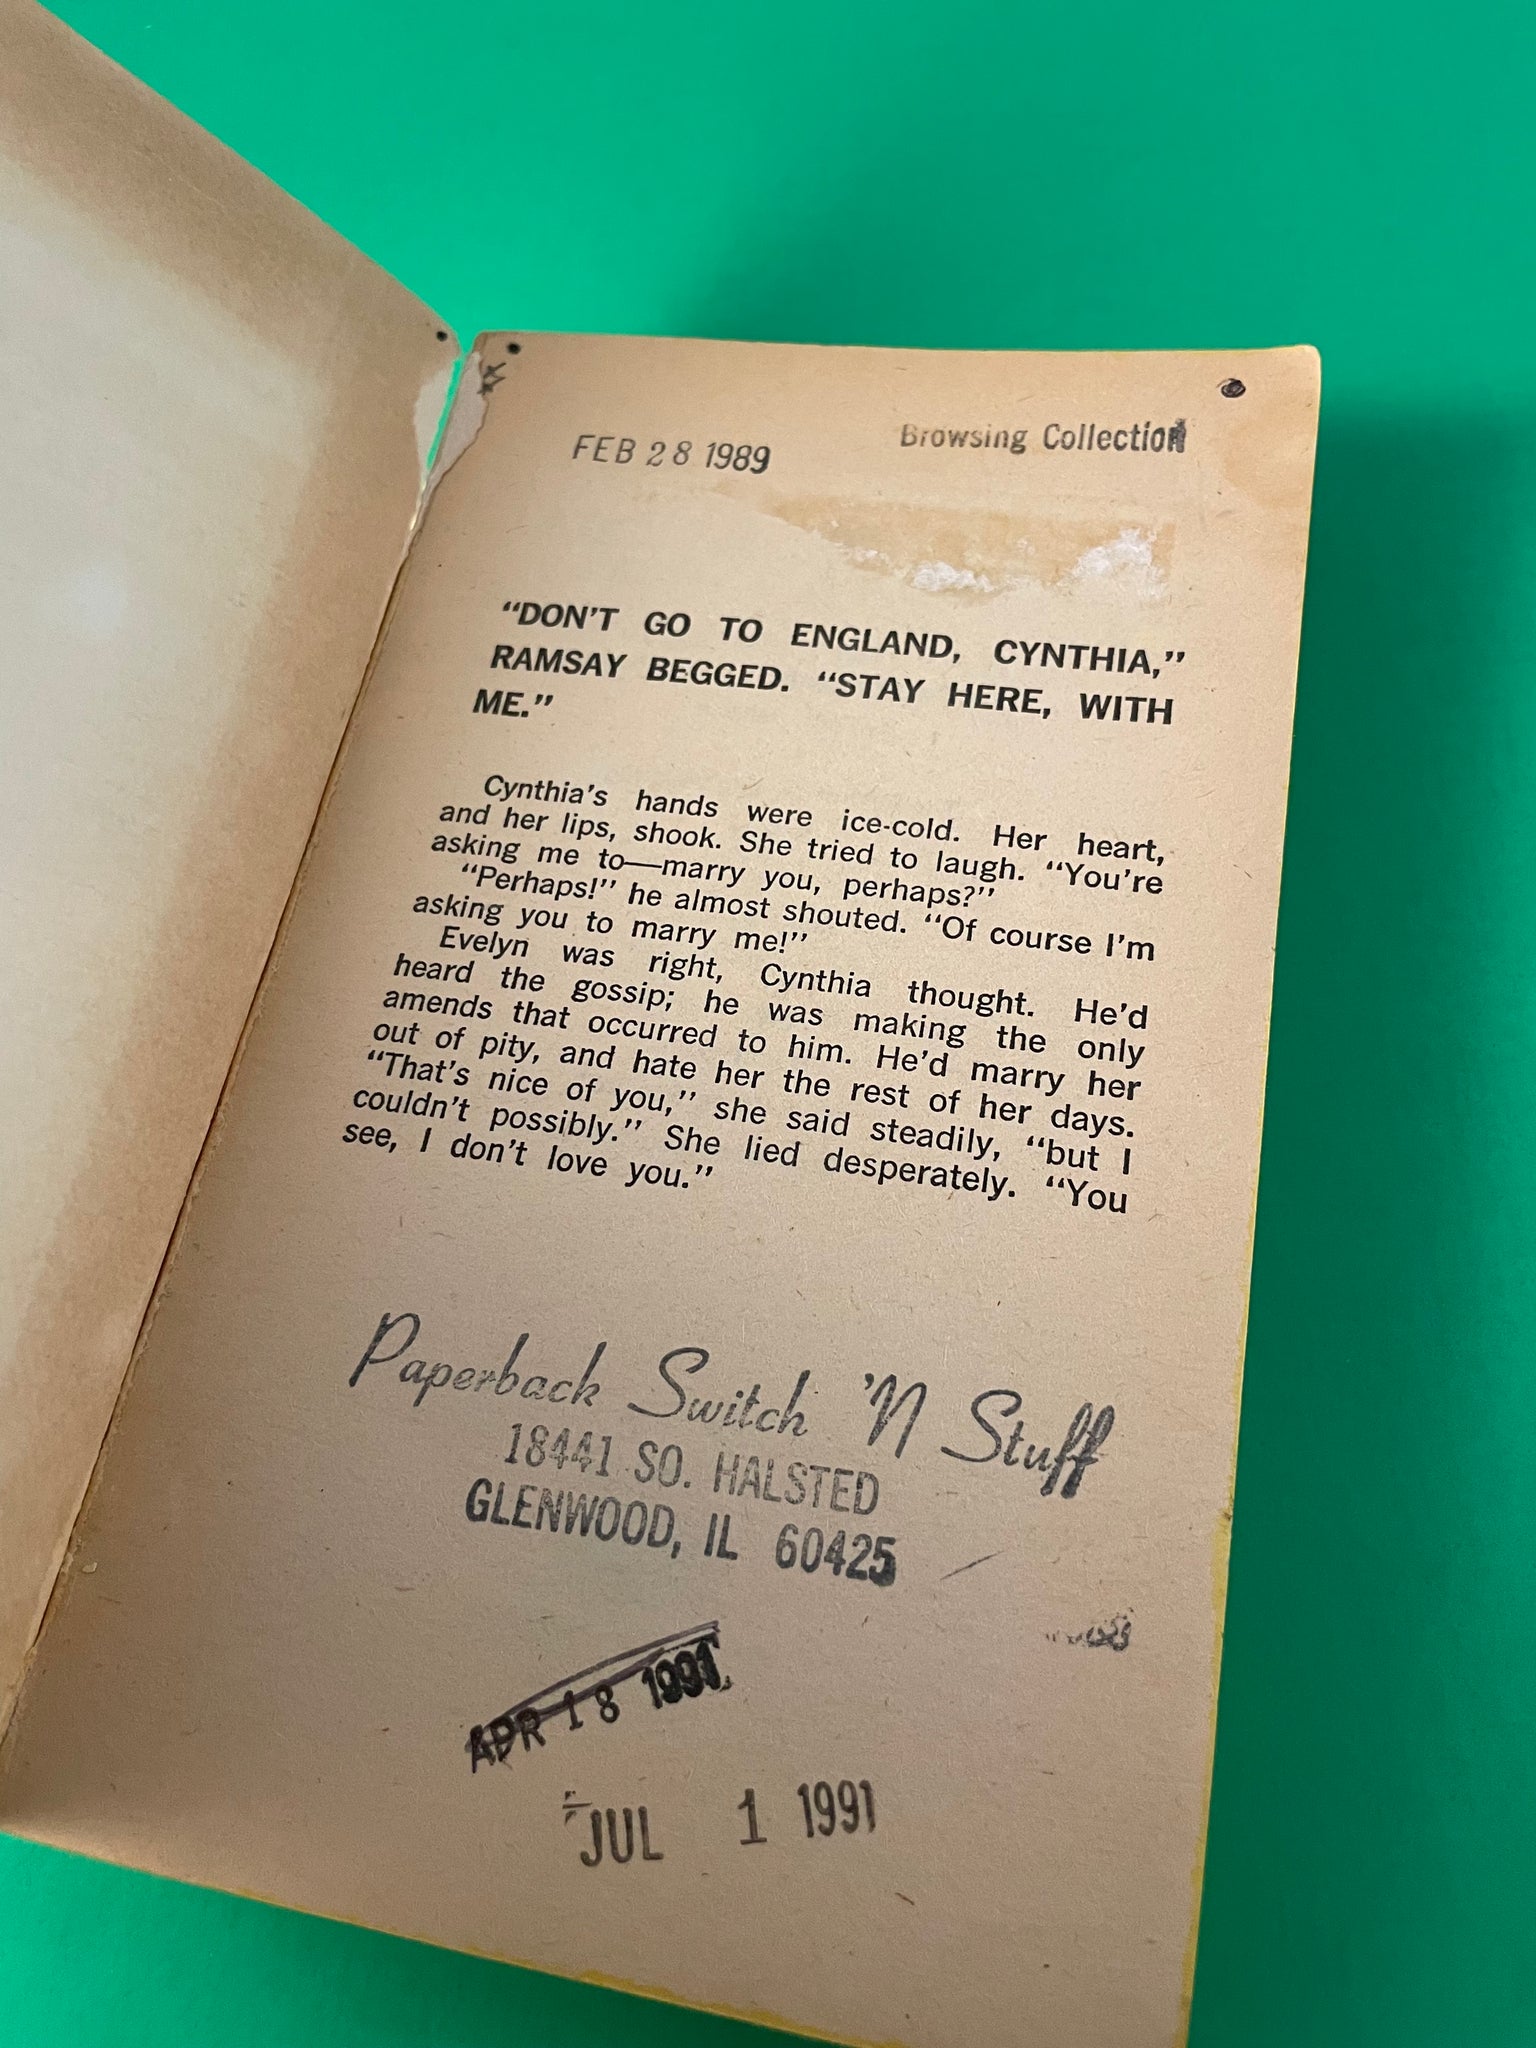 FEB 28 1989
Browsing Collection
“DON’T GO TO ENGLAND, CYNTHIA,”
RAMSAY BEGGED. “STAY HERE, WITH
ME.”
Cynthia’s hands were ice-cold. Her heart,
and her lips, shook. She tried to laugh. “You’re
asking me to—marry you, perhaps?”
“Perhaps!” he almost shouted. “Of course I’m
asking you to marry me!”
Evelyn was right, Cynthia thought. He’d
heard the gossip; he was making the only
amends that occurred to him. He’d marry her
out of pity, and hate her the rest of her days.
“That’s nice of you,” she said steadily, “but I
couldn’t possibly.” She lied desperately. “You
see, I don’t love you.”
Paperback Switch ’N Stuff
18441 SO. HALSTED
GLENWOOD, IL 60425
APR 18 1991
JUL 1 1991